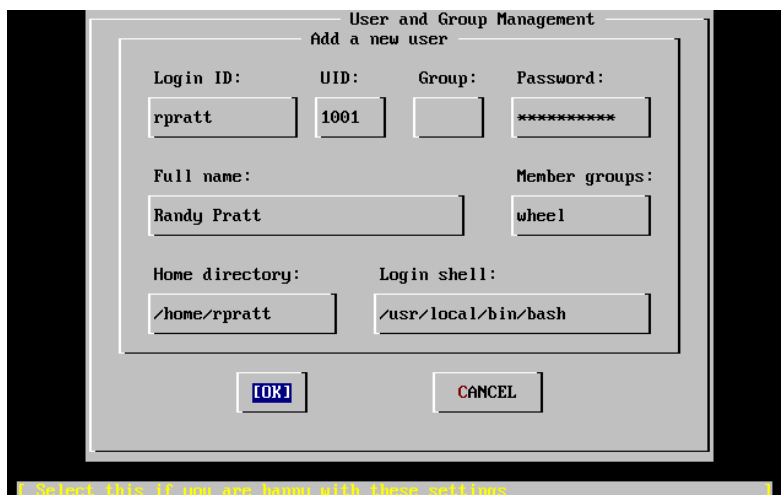 User and Group Management
Add a new user
Login ID: UID: Group: Password:
rpratt 1001 **********
Full name: Member groups:
Randy Pratt wheel
Home directory: Login shell:
/home/rpratt /usr/local/bin/bash
[OK] CANCEL
[ Select this if you are happy with these settings ]